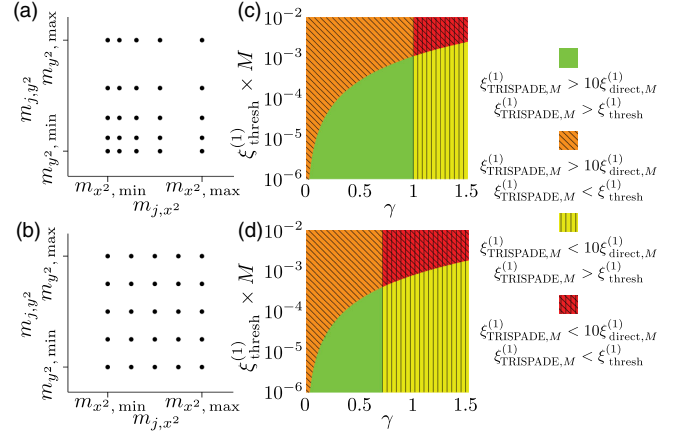 (a)
m_{y^2, max}
m_{j,y^2}
m_{y^2, min}
m_{x^2, min}
m_{x^2, max}
m_{j,x^2}
(c)
ξ^{(1)}_{thresh} × M
10^{-2}
10^{-3}
10^{-4}
10^{-5}
10^{-6}
0 0.5 1 1.5
γ
(b)
m_{y^2, max}
m_{j,y^2}
m_{y^2, min}
m_{x^2, min}
m_{x^2, max}
m_{j,x^2}
(d)
ξ^{(1)}_{thresh} × M
10^{-2}
10^{-3}
10^{-4}
10^{-5}
10^{-6}
0 0.5 1 1.5
γ
ξ^{(1)}_{TRISPADE,M} > 10ξ^{(1)}_{direct,M}
ξ^{(1)}_{TRISPADE,M} > ξ^{(1)}_{thresh}
ξ^{(1)}_{TRISPADE,M} > 10ξ^{(1)}_{direct,M}
ξ^{(1)}_{TRISPADE,M} < ξ^{(1)}_{thresh}
ξ^{(1)}_{TRISPADE,M} < 10ξ^{(1)}_{direct,M}
ξ^{(1)}_{TRISPADE,M} > ξ^{(1)}_{thresh}
ξ^{(1)}_{TRISPADE,M} < 10ξ^{(1)}_{direct,M}
ξ^{(1)}_{TRISPADE,M} < ξ^{(1)}_{thresh}